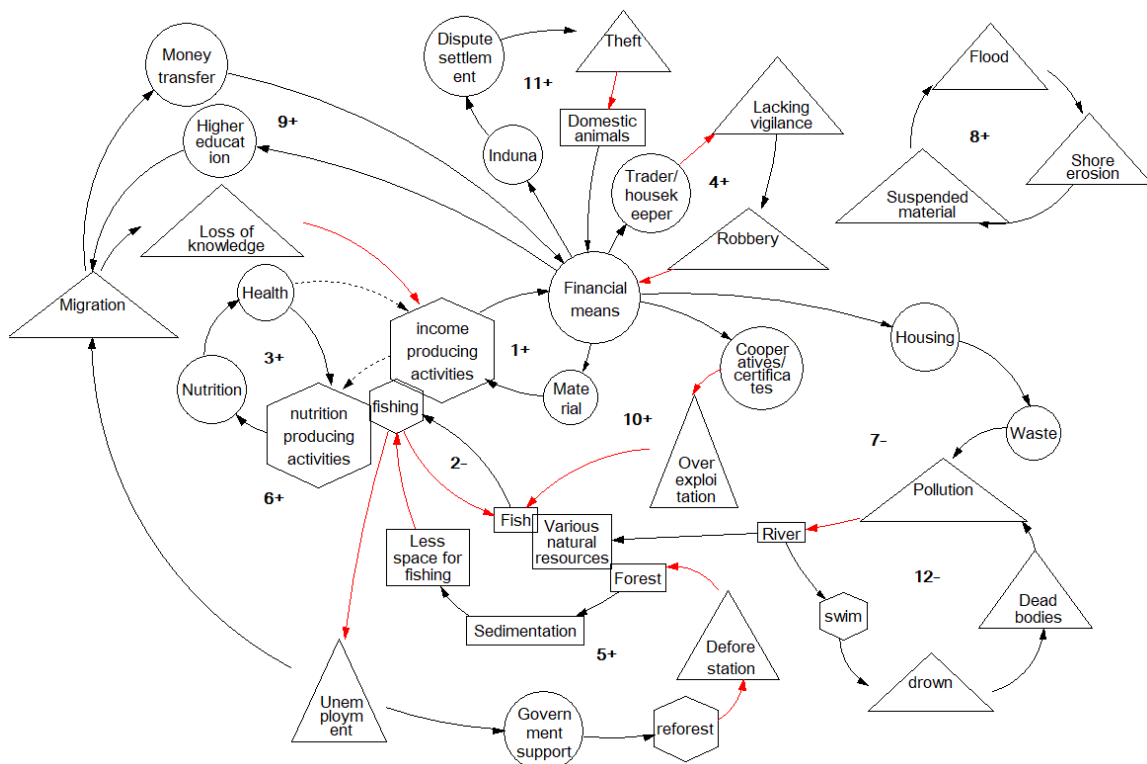 Money
transfer
Dispute
settlem
ent
Theft
Flood
9+
11+
Higher
educat
ion
Domestic
animals
Lacking
vigilance
8+
Induna
Trader/
housek
eeper
4+
Shore
erosion
Suspended
material
Loss of
knowledge
Robbery
Migration
Health
Financial
means
income
producing
activities
1+
Housing
3+
Nutrition
Mate
rial
Cooper
atives/
certifica
tes
fishing
nutrition
producing
activities
10+
7-
Waste
2-
Over
exploi
tation
Pollution
6+
Fish
Various
natural
resources
River
Less
space for
fishing
Forest
12-
Dead
bodies
swim
Sedimentation
5+
Defore
station
drown
Unem
ploym
ent
Govern
ment
support
reforest